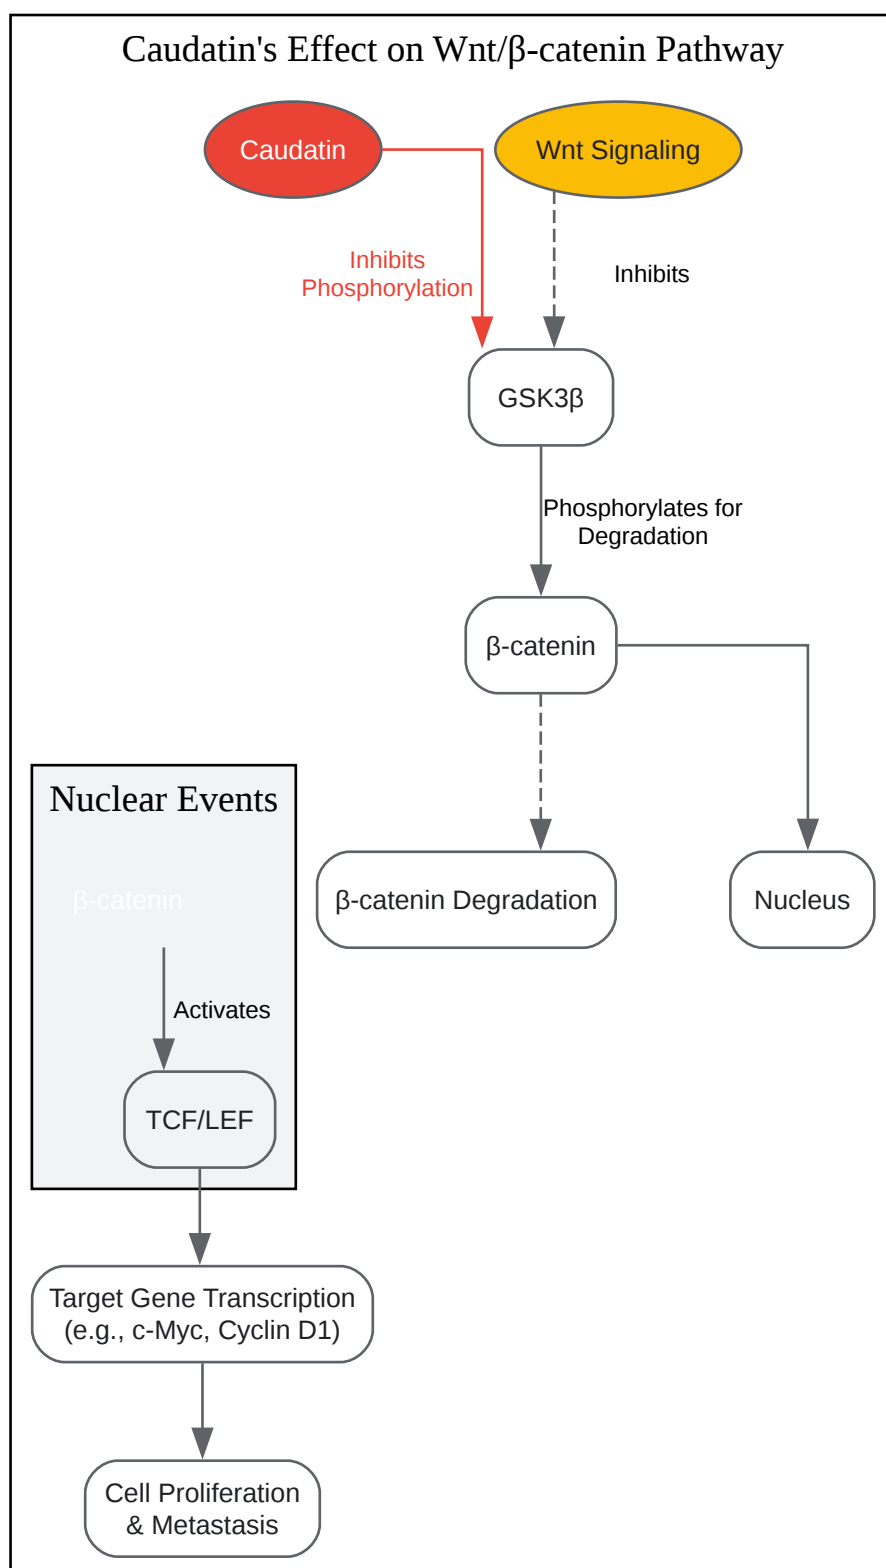 Caudatin's Effect on Wnt/β-catenin Pathway
Caudatin
Wnt Signaling
Inhibits
Phosphorylation
Inhibits
GSK3β
Phosphorylates for
Degradation
β-catenin
Nuclear Events
β-catenin
β-catenin Degradation
Nucleus
Activates
TCF/LEF
Target Gene Transcription
(e.g., c-Myc, Cyclin D1)
Cell Proliferation
& Metastasis